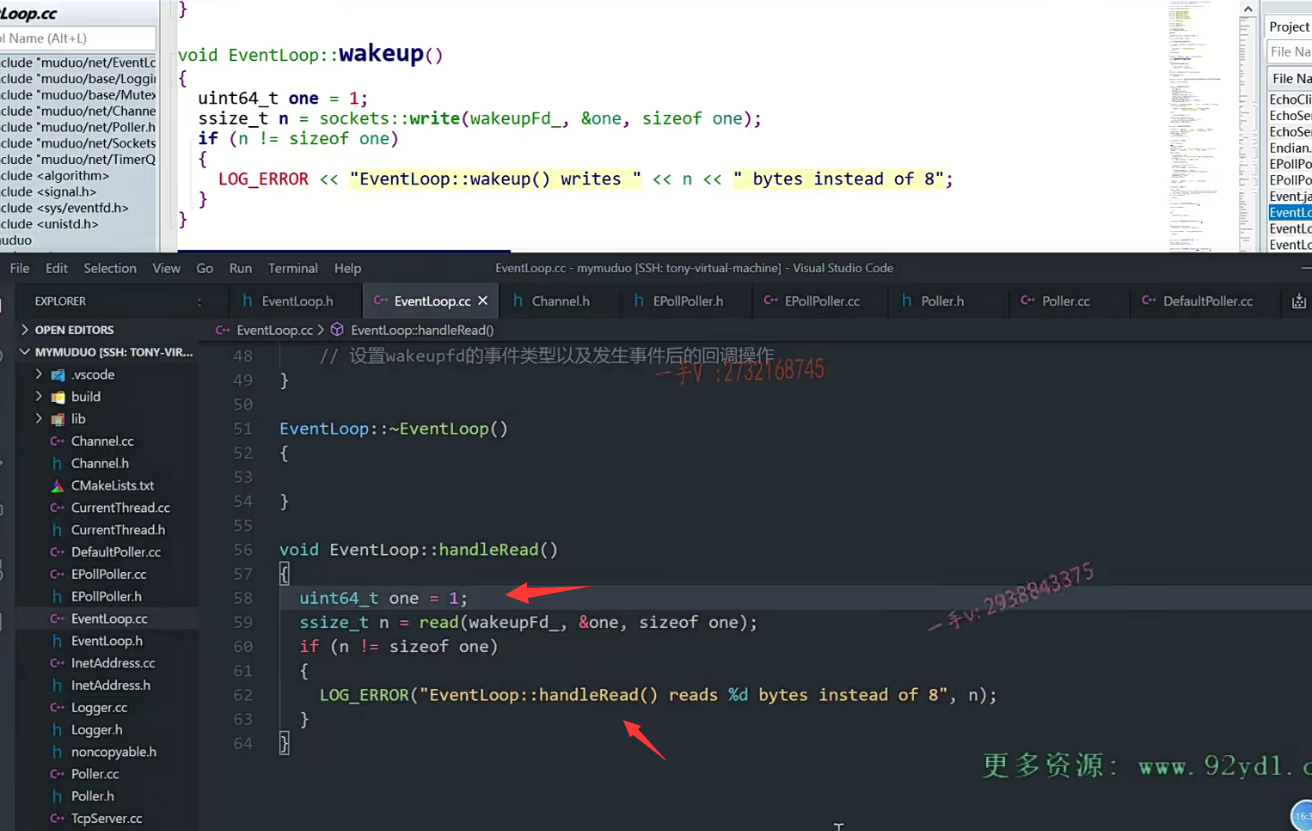 Loop.cc
ol Name (Alt+L)
clude "muduo/net/EventLo
clude "muduo/base/Loggin
clude "muduo/base/Mutex
clude "muduo/net/Channe
clude "muduo/net/Poller.h
clude "muduo/net/Sockets
clude "muduo/net/TimerQ
clude <algorithm>
clude <signal.h>
clude <sys/eventfd.h>
clude <unistd.h>
nuduo
}
void EventLoop::wakeup()
{
uint64_t one = 1;
ssize_t n = sockets::write(wakeupFd_, &one, sizeof one);
if (n != sizeof one)
{
LOG_ERROR << "EventLoop::wakeup() writes " << n << " bytes instead of 8";
}
}
Project
File Na
File Na
EchoCli
EchoSer
EchoSer
Endian.
EPollPo
EPollPo
Event.ja
EventLo
EventLo
EventLo
File Edit Selection View Go Run Terminal Help
EventLoop.cc - mymuduo [SSH: tony-virtual-machine] - Visual Studio Code
EXPLORER
h EventLoop.h
C++ EventLoop.cc
h Channel.h
h EPollPoller.h
C++ EPollPoller.cc
h Poller.h
C++ Poller.cc
C++ DefaultPoller.cc
OPEN EDITORS
MYMUDUO [SSH: TONY-VIR...
.vscode
build
lib
C++ Channel.cc
h Channel.h
CMakeLists.txt
C++ CurrentThread.cc
h CurrentThread.h
C++ DefaultPoller.cc
C++ EPollPoller.cc
h EPollPoller.h
C++ EventLoop.cc
h EventLoop.h
C++ InetAddress.cc
h InetAddress.h
C++ Logger.cc
h Logger.h
h noncopyable.h
C++ Poller.cc
h Poller.h
C++ TcpServer.cc
C++ EventLoop.cc > EventLoop::handleRead()
48 // 设置wakeupfd的事件类型以及发生事件后的回调操作
一手V :2732168745
49 }
50
51 EventLoop::~EventLoop()
52 {
53
54 }
55
56 void EventLoop::handleRead()
57 {
58 uint64_t one = 1;
59 ssize_t n = read(wakeupFd_, &one, sizeof one);
60 if (n != sizeof one)
61 {
62 LOG_ERROR("EventLoop::handleRead() reads %d bytes instead of 8", n);
63 }
64 }
一手v: 2938843375
更多资源: www.92ydl.c